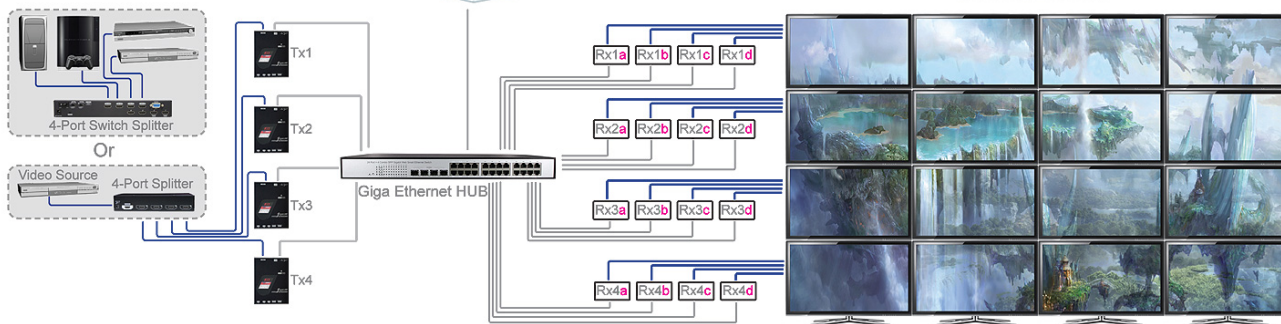 Tx1
Tx2
Tx3
Tx4
4-Port Switch Splitter
Or
Video Source
4-Port Splitter
Giga Ethernet HUB
Rx1a Rx1b Rx1c Rx1d
Rx2a Rx2b Rx2c Rx2d
Rx3a Rx3b Rx3c Rx3d
Rx4a Rx4b Rx4c Rx4d